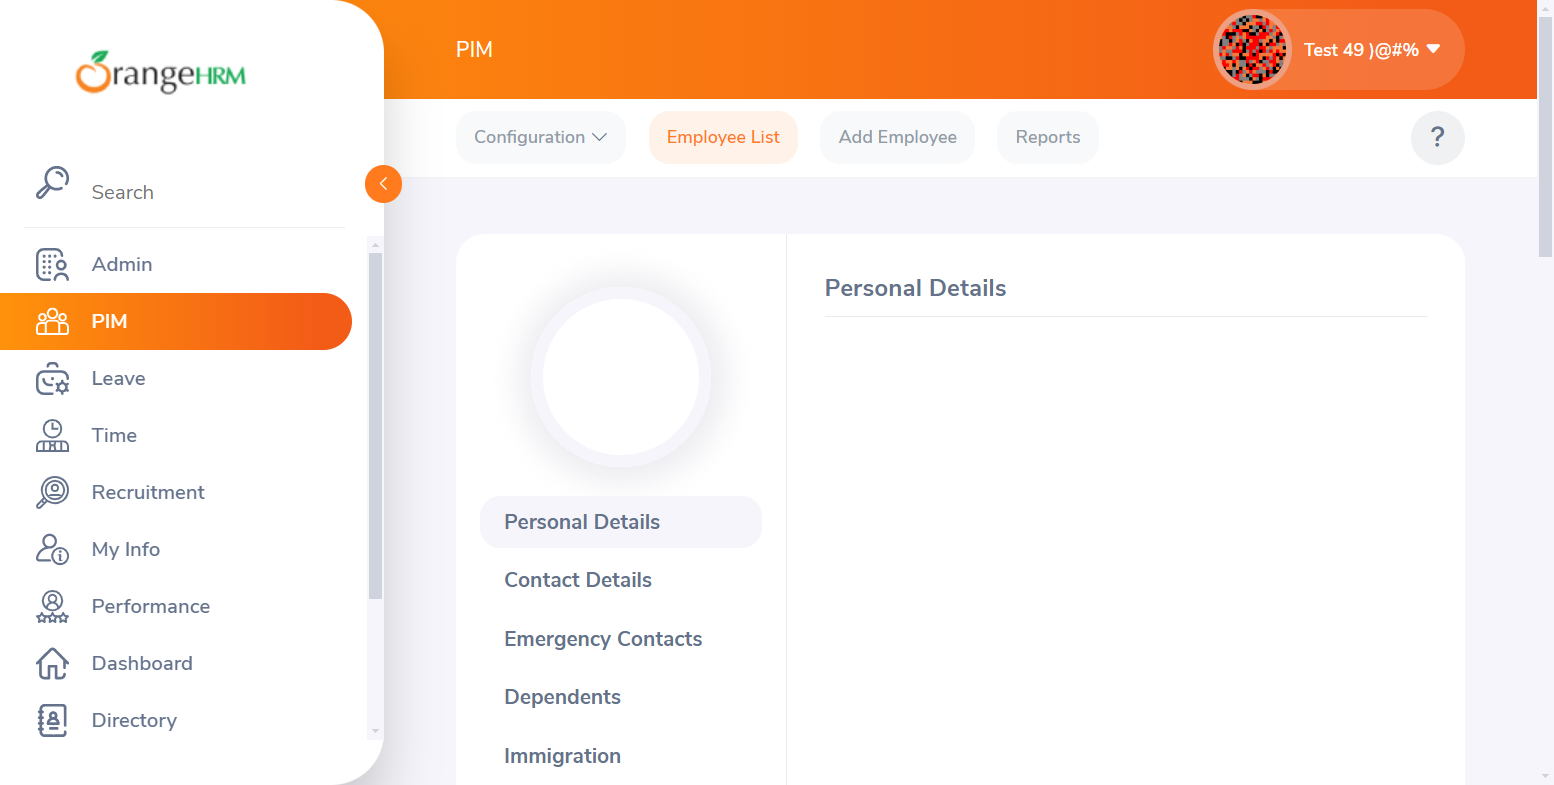 OrangeHRM
PIM
Test 49 )@#%
Configuration
Employee List
Add Employee
Reports
?
Search
Admin
PIM
Leave
Time
Recruitment
My Info
Performance
Dashboard
Directory
Personal Details
Personal Details
Contact Details
Emergency Contacts
Dependents
Immigration